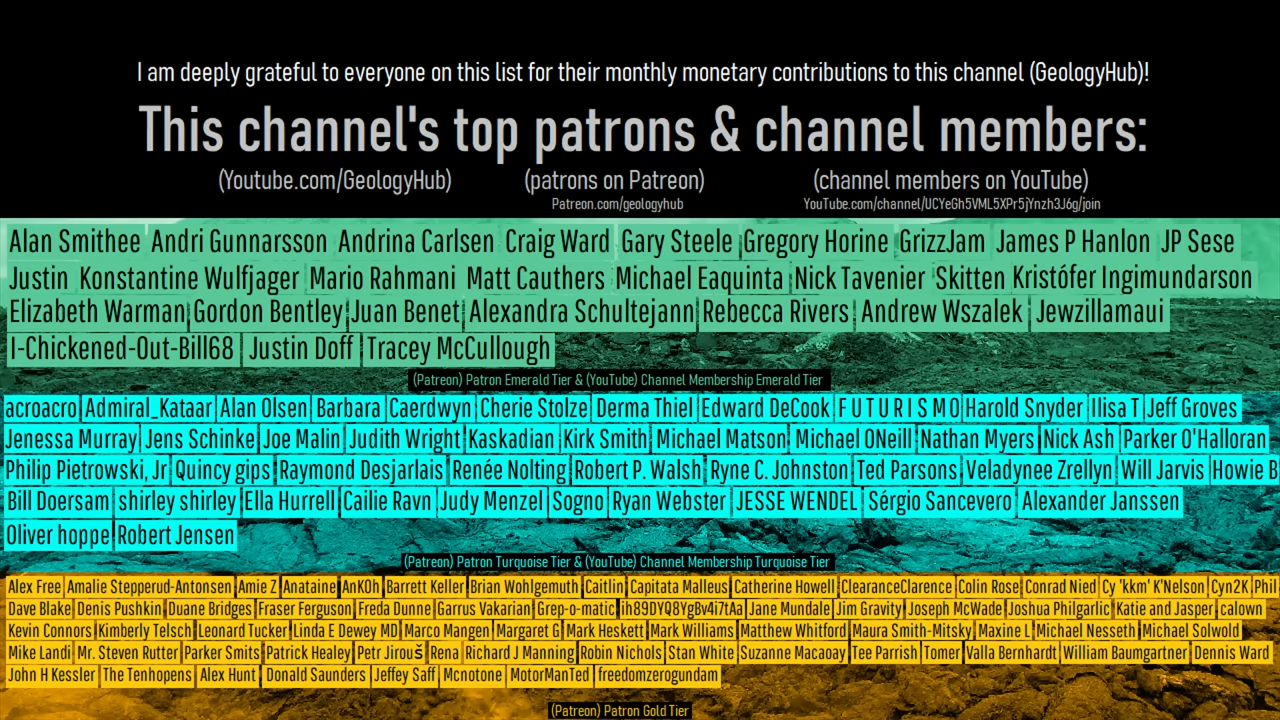 I am deeply grateful to everyone on this list for their monthly monetary contributions to this channel (GeologyHub)!
This channel's top patrons & channel members:
(Youtube.com/GeologyHub) (patrons on Patreon) (channel members on YouTube)
Patreon.com/geologyhub YouTube.com/channel/UCYeGh5VML5XPr5jYnzh3J6g/join
Alan Smithee Andri Gunnarsson Andrina Carlsen Craig Ward Gary Steele Gregory Horine GrizzJam James P Hanlon JP Sese
Justin Konstantine Wulfjager Mario Rahmani Matt Cauthers Michael Eaquinta Nick Tavenier Skitten Kristófer Ingimundarson
Elizabeth Warman Gordon Bentley Juan Benet Alexandra Schultejann Rebecca Rivers Andrew Wszalek Jewzillamaui
I-Chickened-Out-Bill68 Justin Doff Tracey McCullough
(Patreon) Patron Emerald Tier & (YouTube) Channel Membership Emerald Tier
acroacro Admiral_Kataar Alan Olsen Barbara Caerdwyn Cherie Stolze Derma Thiel Edward DeCook F U T U R I S M O Harold Snyder Ilisa T Jeff Groves
Jenessa Murray Jens Schinke Joe Malin Judith Wright Kaskadian Kirk Smith Michael Matson Michael ONeill Nathan Myers Nick Ash Parker O'Halloran
Philip Pietrowski, Jr Quincy gips Raymond Desjarlais Renée Nolting Robert P. Walsh Ryne C. Johnston Ted Parsons Veladynee Zrellyn Will Jarvis Howie B
Bill Doersam shirley shirley Ella Hurrell Cailie Ravn Judy Menzel Sogno Ryan Webster JESSE WENDEL Sérgio Sancevero Alexander Janssen
Oliver hoppe Robert Jensen
(Patreon) Patron Turquoise Tier & (YouTube) Channel Membership Turquoise Tier
Alex Free Amalie Stepperud-Antonsen Amie Z Anataine AnKOh Barrett Keller Brian Wohlgemuth Caitlin Capitata Malleus Catherine Howell ClearanceClarence Colin Rose Conrad Nied Cy 'kkm' K'Nelson Cyn2K Phil
Dave Blake Denis Pushkin Duane Bridges Fraser Ferguson Freda Dunne Garrus Vakarian Grep-o-matic ih89DYQ8YgBv4i7tAa Jane Mundale Jim Gravity Joseph McWade Joshua Philgarlic Katie and Jasper calown
Kevin Connors Kimberly Telsch Leonard Tucker Linda E Dewey MD Marco Mangen Margaret G Mark Heskett Mark Williams Matthew Whitford Maura Smith-Mitsky Maxine L Michael Nesseth Michael Solwold
Mike Landi Mr. Steven Rutter Parker Smits Patrick Healey Petr Jirouš Rena Richard J Manning Robin Nichols Stan White Suzanne Macaoay Tee Parrish Tomer Valla Bernhardt William Baumgartner Dennis Ward
John H Kessler The Tenhopens Alex Hunt Donald Saunders Jeffey Saff Mcnotone MotorManTed freedomzerogundam
(Patreon) Patron Gold Tier